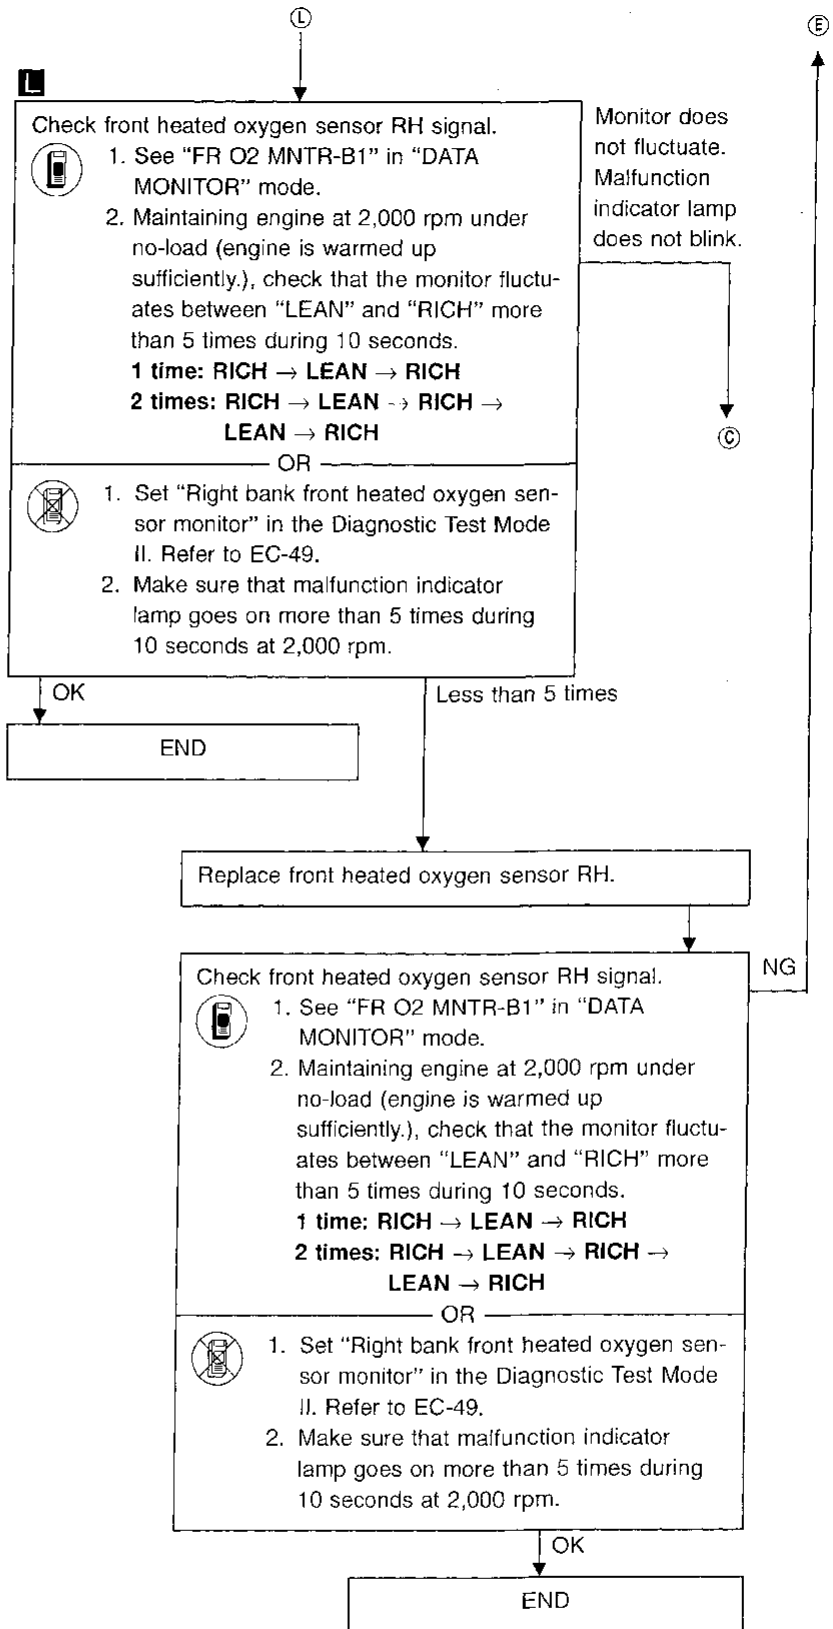 Ⓛ
Ⓔ
L
Check front heated oxygen sensor RH signal.
1. See “FR O2 MNTR-B1” in “DATA
MONITOR” mode.
2. Maintaining engine at 2,000 rpm under
no-load (engine is warmed up
sufficiently.), check that the monitor fluctu-
ates between “LEAN” and “RICH” more
than 5 times during 10 seconds.
1 time: RICH → LEAN → RICH
2 times: RICH → LEAN → RICH →
LEAN → RICH
OR
1. Set “Right bank front heated oxygen sen-
sor monitor” in the Diagnostic Test Mode
II. Refer to EC-49.
2. Make sure that malfunction indicator
lamp goes on more than 5 times during
10 seconds at 2,000 rpm.
Monitor does
not fluctuate.
Malfunction
indicator lamp
does not blink.
Ⓒ
OK
Less than 5 times
END
Replace front heated oxygen sensor RH.
Check front heated oxygen sensor RH signal.
1. See “FR O2 MNTR-B1” in “DATA
MONITOR” mode.
2. Maintaining engine at 2,000 rpm under
no-load (engine is warmed up
sufficiently.), check that the monitor fluctu-
ates between “LEAN” and “RICH” more
than 5 times during 10 seconds.
1 time: RICH → LEAN → RICH
2 times: RICH → LEAN → RICH →
LEAN → RICH
OR
1. Set “Right bank front heated oxygen sen-
sor monitor” in the Diagnostic Test Mode
II. Refer to EC-49.
2. Make sure that malfunction indicator
lamp goes on more than 5 times during
10 seconds at 2,000 rpm.
NG
OK
END